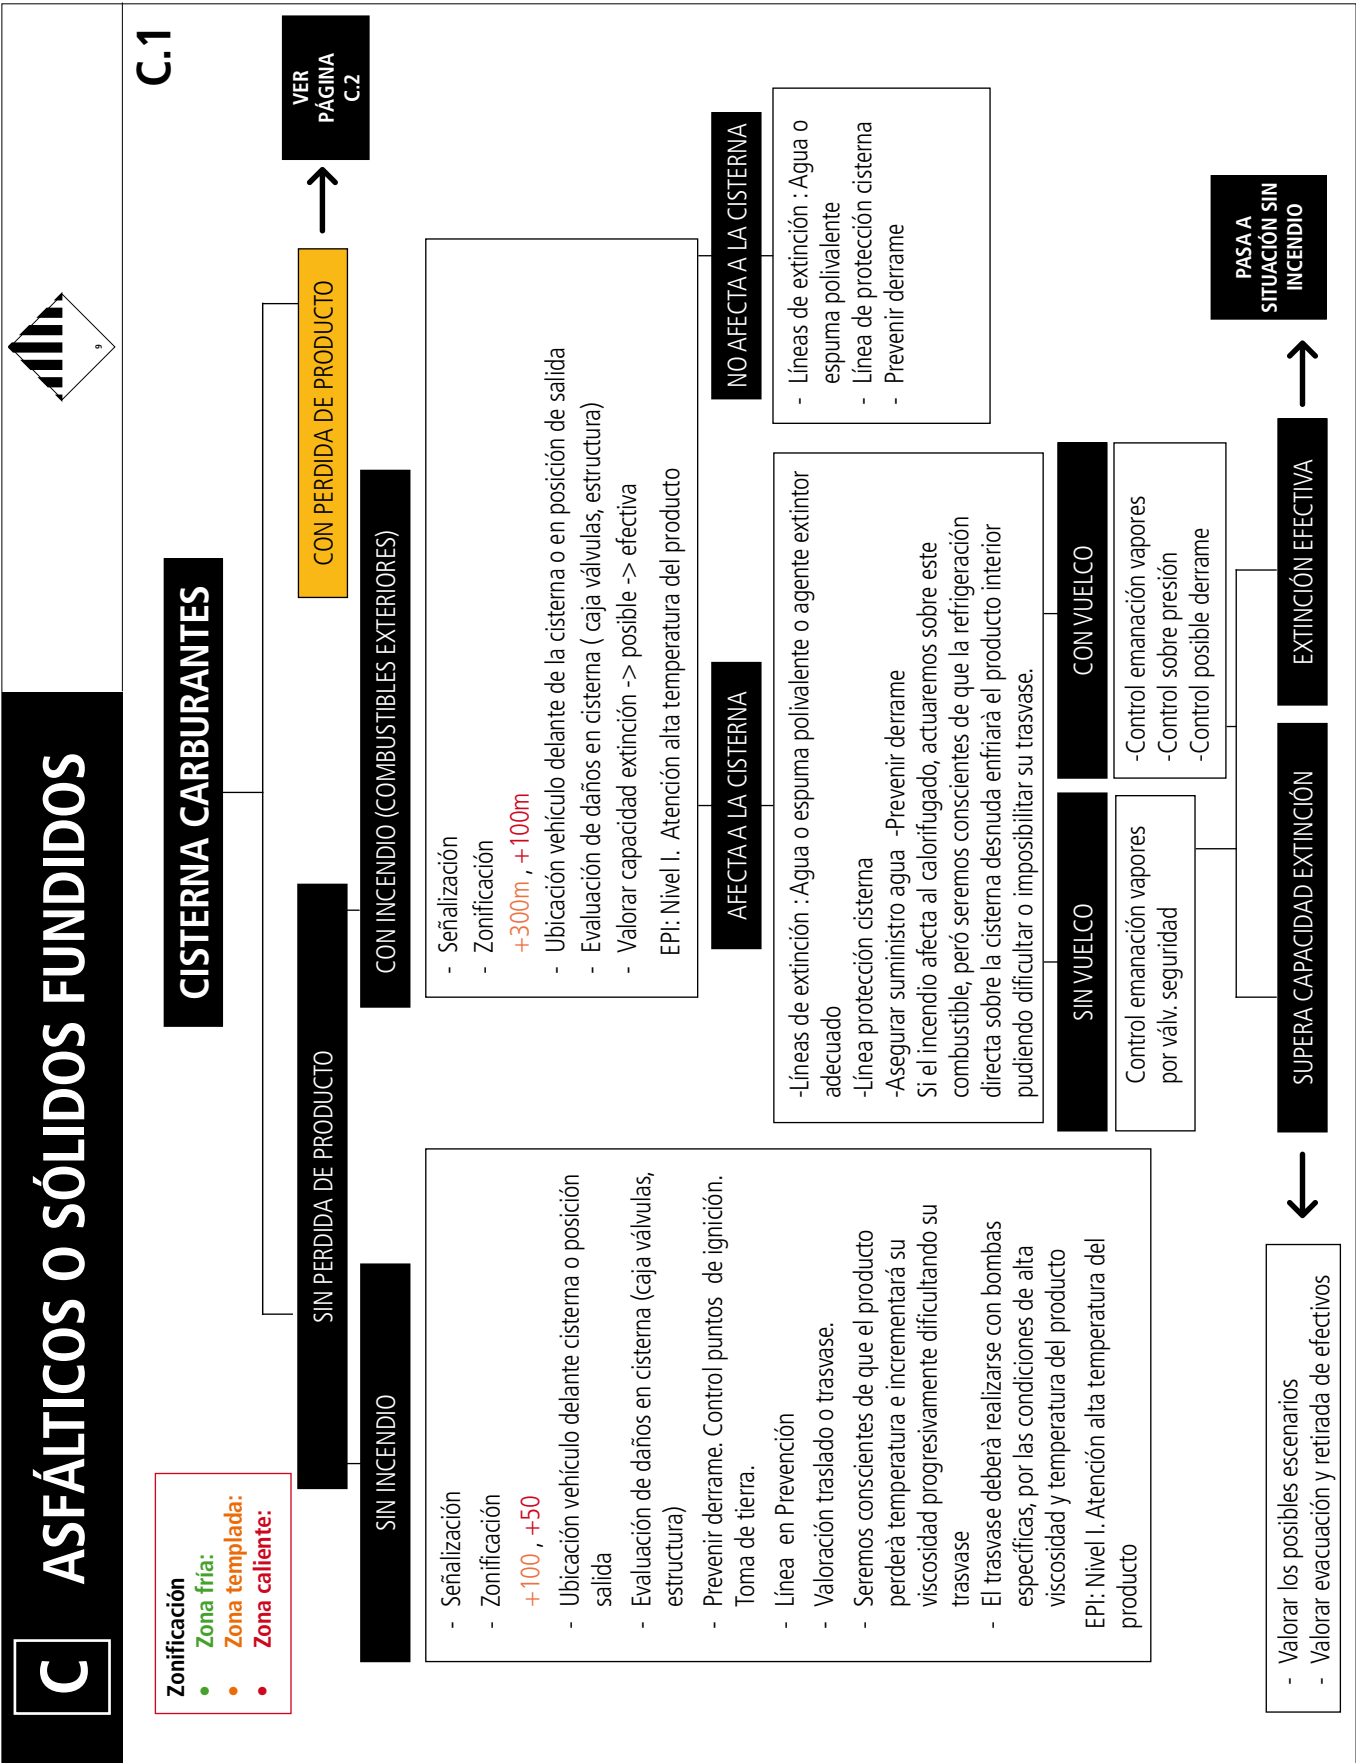 C
ASFÁLTICOS O SÓLIDOS FUNDIDOS
9
C.1
Zonificación
• Zona fría:
• Zona templada:
• Zona caliente:
CISTERNA CARBURANTES
SIN PERDIDA DE PRODUCTO
CON PERDIDA DE PRODUCTO
VER
PÁGINA
C.2
SIN INCENDIO
- Señalización
- Zonificación
+100 , +50
- Ubicación vehículo delante cisterna o posición
salida
- Evaluación de daños en cisterna (caja válvulas,
estructura)
- Prevenir derrame. Control puntos de ignición.
Toma de tierra.
- Línea en Prevención
- Valoración traslado o trasvase.
- Seremos conscientes de que el producto
perderà temperatura e incrementará su
viscosidad progresivamente dificultando su
trasvase
- El trasvase deberà realizarse con bombas
específicas, por las condiciones de alta
viscosidad y temperatura del producto
EPI: Nivel I. Atención alta temperatura del
producto
CON INCENDIO (COMBUSTIBLES EXTERIORES)
- Señalización
- Zonificación
+300m , +100m
- Ubicación vehículo delante de la cisterna o en posición de salida
- Evaluación de daños en cisterna ( caja válvulas, estructura)
- Valorar capacidad extinción -> posible -> efectiva
EPI: Nivel I. Atención alta temperatura del producto
AFECTA A LA CISTERNA
-Líneas de extinción : Agua o espuma polivalente o agente extintor
adecuado
-Línea protección cisterna
-Asegurar suministro agua -Prevenir derrame
Si el incendio afecta al calorifugado, actuaremos sobre este
combustible, peró seremos conscientes de que la refrigeración
directa sobre la cisterna desnuda enfriarà el producto interior
pudiendo dificultar o imposibilitar su trasvase.
NO AFECTA A LA CISTERNA
- Líneas de extinción : Agua o
espuma polivalente
- Línea de protección cisterna
- Prevenir derrame
SIN VUELCO
Control emanación vapores
por válv. seguridad
CON VUELCO
-Control emanación vapores
-Control sobre presión
-Control posible derrame
SUPERA CAPACIDAD EXTINCIÓN
EXTINCIÓN EFECTIVA
- Valorar los posibles escenarios
- Valorar evacuación y retirada de efectivos
PASA A
SITUACIÓN SIN
INCENDIO